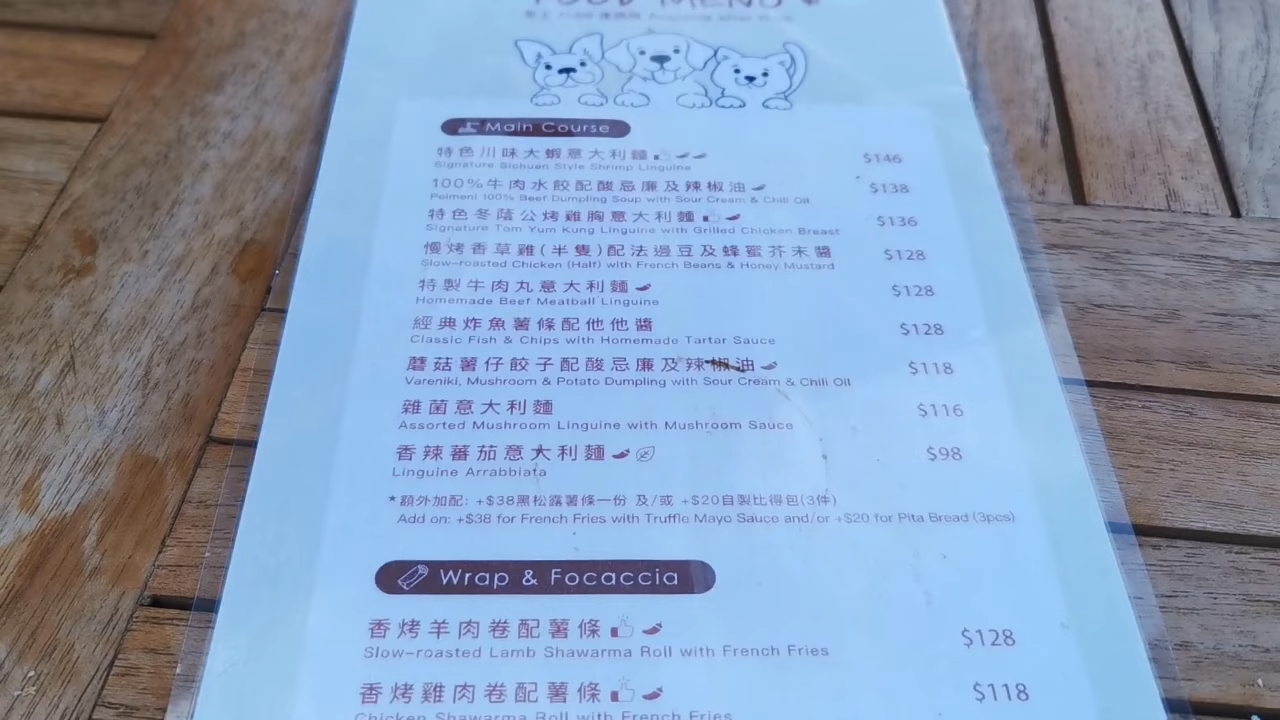 FOOD MENU
Main Course
特色川味大蝦意大利麵 $146
Signature Sichuan Style Shrimp Linguine
100%牛肉水餃配酸忌廉及辣椒油 $138
Pelmeni 100% Beef Dumpling Soup with Sour Cream & Chili Oil
特色冬蔭公烤雞胸意大利麵 $136
Signature Tom Yum Kung Linguine with Grilled Chicken Breast
慢烤香草雞(半隻)配法邊豆及蜂蜜芥末醬 $128
Slow-roasted Chicken (Half) with French Beans & Honey Mustard
特製牛肉丸意大利麵 $128
Homemade Beef Meatball Linguine
經典炸魚薯條配他他醬 $128
Classic Fish & Chips with Homemade Tartar Sauce
蘑菇薯仔餃子配酸忌廉及辣椒油 $118
Vareniki, Mushroom & Potato Dumpling with Sour Cream & Chili Oil
雜菌意大利麵 $116
Assorted Mushroom Linguine with Mushroom Sauce
香辣蕃茄意大利麵 $98
Linguine Arrabbiata
*額外加配: +$38黑松露薯條一份 及/或 +$20自製比得包(3件)
Add on: +$38 for French Fries with Truffle Mayo Sauce and/or +$20 for Pita Bread (3pcs)
Wrap & Focaccia
香烤羊肉卷配薯條 $128
Slow-roasted Lamb Shawarma Roll with French Fries
香烤雞肉卷配薯條 $118
Chicken Shawarma Roll with French Fries